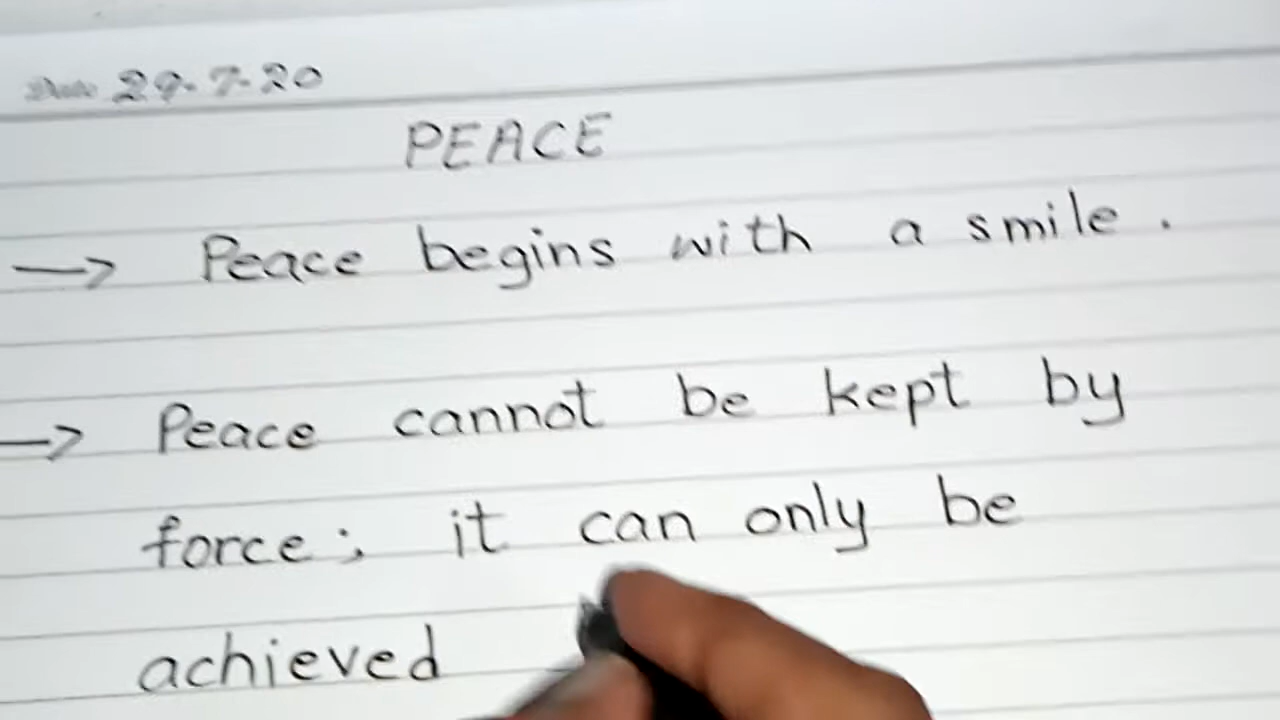 Date 29-7-20
PEACE
—> Peace begins with a smile.
—> Peace cannot be kept by
force; it can only be
achieved